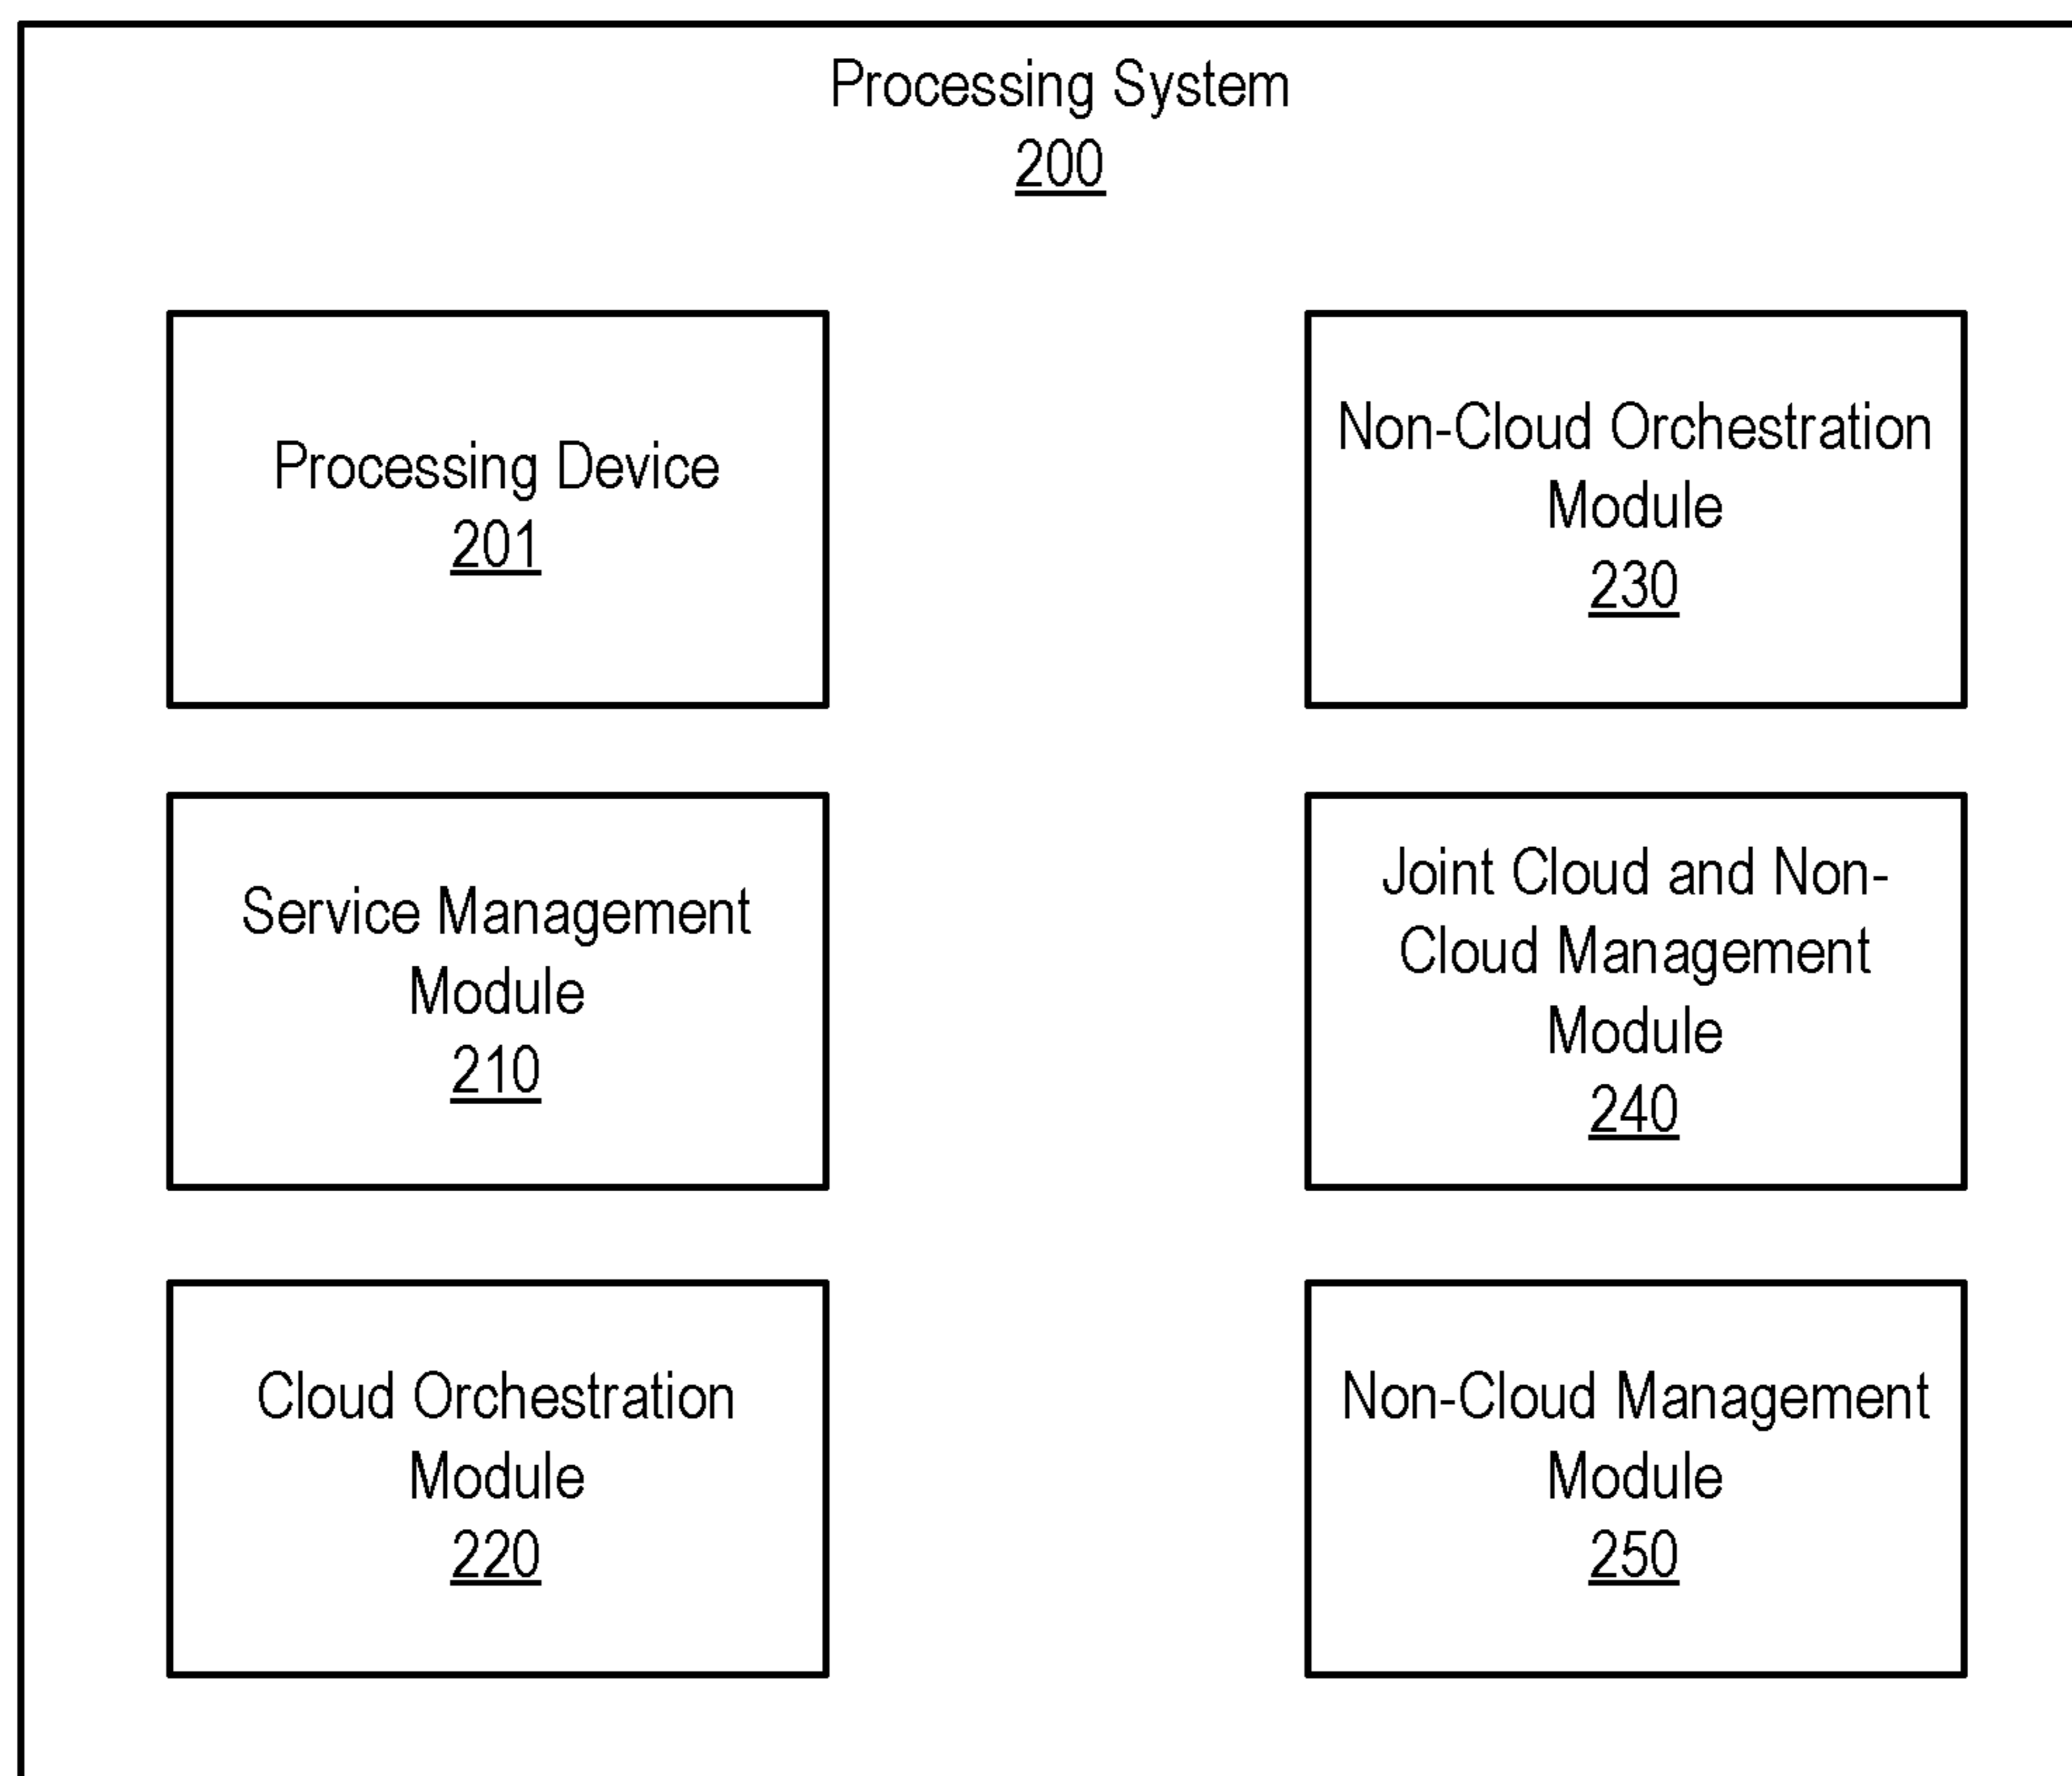 Processing System
200
Processing Device
201
Non-Cloud Orchestration
Module
230
Service Management
Module
210
Joint Cloud and Non-
Cloud Management
Module
240
Cloud Orchestration
Module
220
Non-Cloud Management
Module
250